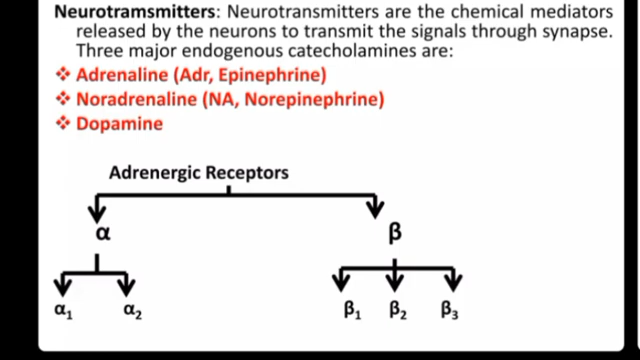 Neurotramsmitters: Neurotransmitters are the chemical mediators
released by the neurons to transmit the signals through synapse.
Three major endogenous catecholamines are:
❖ Adrenaline (Adr, Epinephrine)
❖ Noradrenaline (NA, Norepinephrine)
❖ Dopamine
Adrenergic Receptors
α β
α₁ α₂ β₁ β₂ β₃